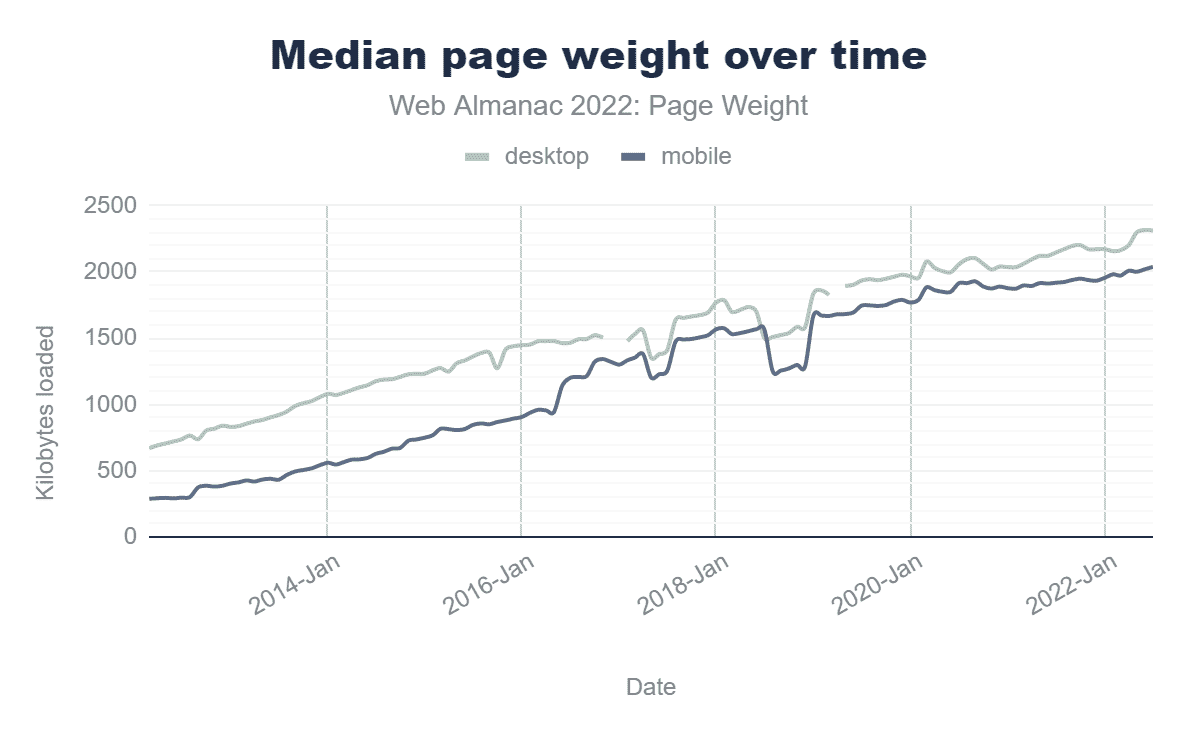 Median page weight over time
Web Almanac 2022: Page Weight
desktop mobile
2500
2000
1500
1000
500
0
Kilobytes loaded
2014-Jan 2016-Jan 2018-Jan 2020-Jan 2022-Jan
Date